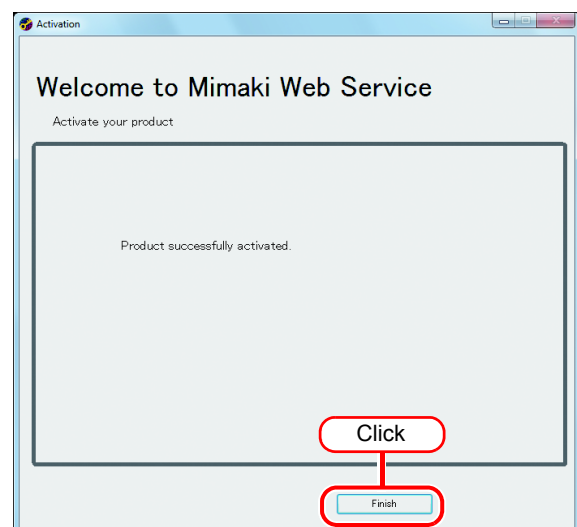 Activation
Welcome to Mimaki Web Service
Activate your product
Product successfully activated.
Click
Finish